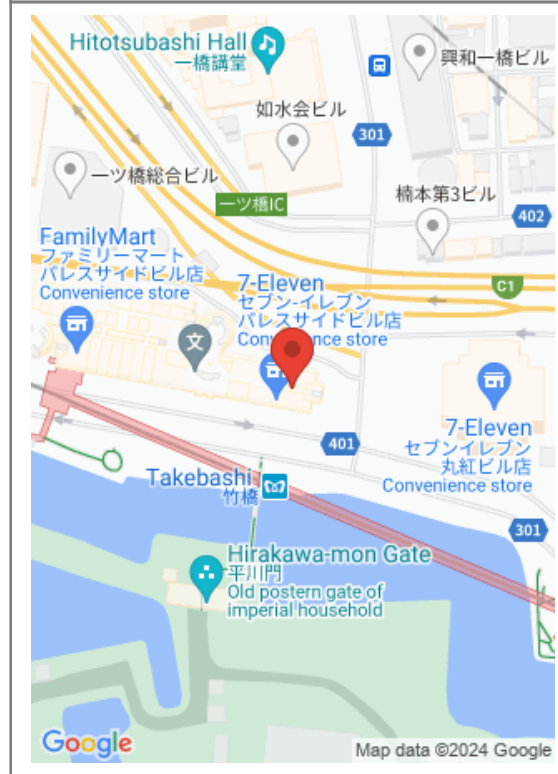 Hitotsubashi Hall
一橋講堂
興和一橋ビル
如水会ビル
301
一ツ橋総合ビル
一ツ橋IC
楠本第3ビル
402
FamilyMart
ファミリーマート
パレスサイドビル店
Convenience store
7-Eleven
セブン-イレブン
パレスサイドビル店
C1
文
7-Eleven
セブンイレブン
丸紅ビル店
Convenience store
401
Takebashi
竹橋
301
Hirakawa-mon Gate
平川門
Old postern gate of
imperial household
Google
Map data ©2024 Google